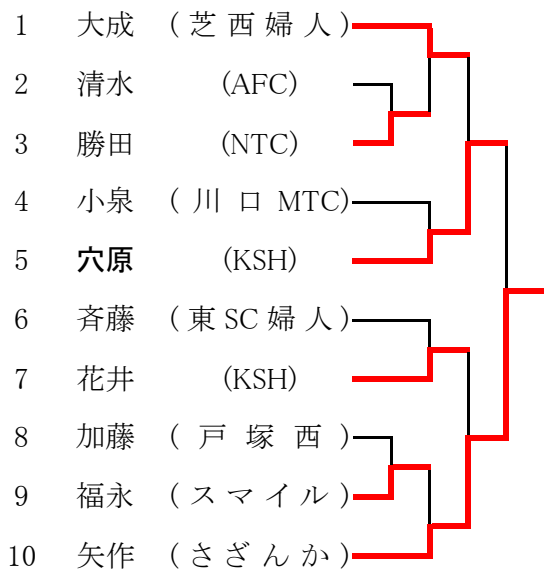 1 大成 (芝西婦人)
2 清水 (AFC)
3 勝田 (NTC)
4 小泉 (川口MTC)
5 穴原 (KSH)
6 斉藤 (東SC婦人)
7 花井 (KSH)
8 加藤 (戸塚西)
9 福永 (スマイル)
10 矢作 (さざんか)